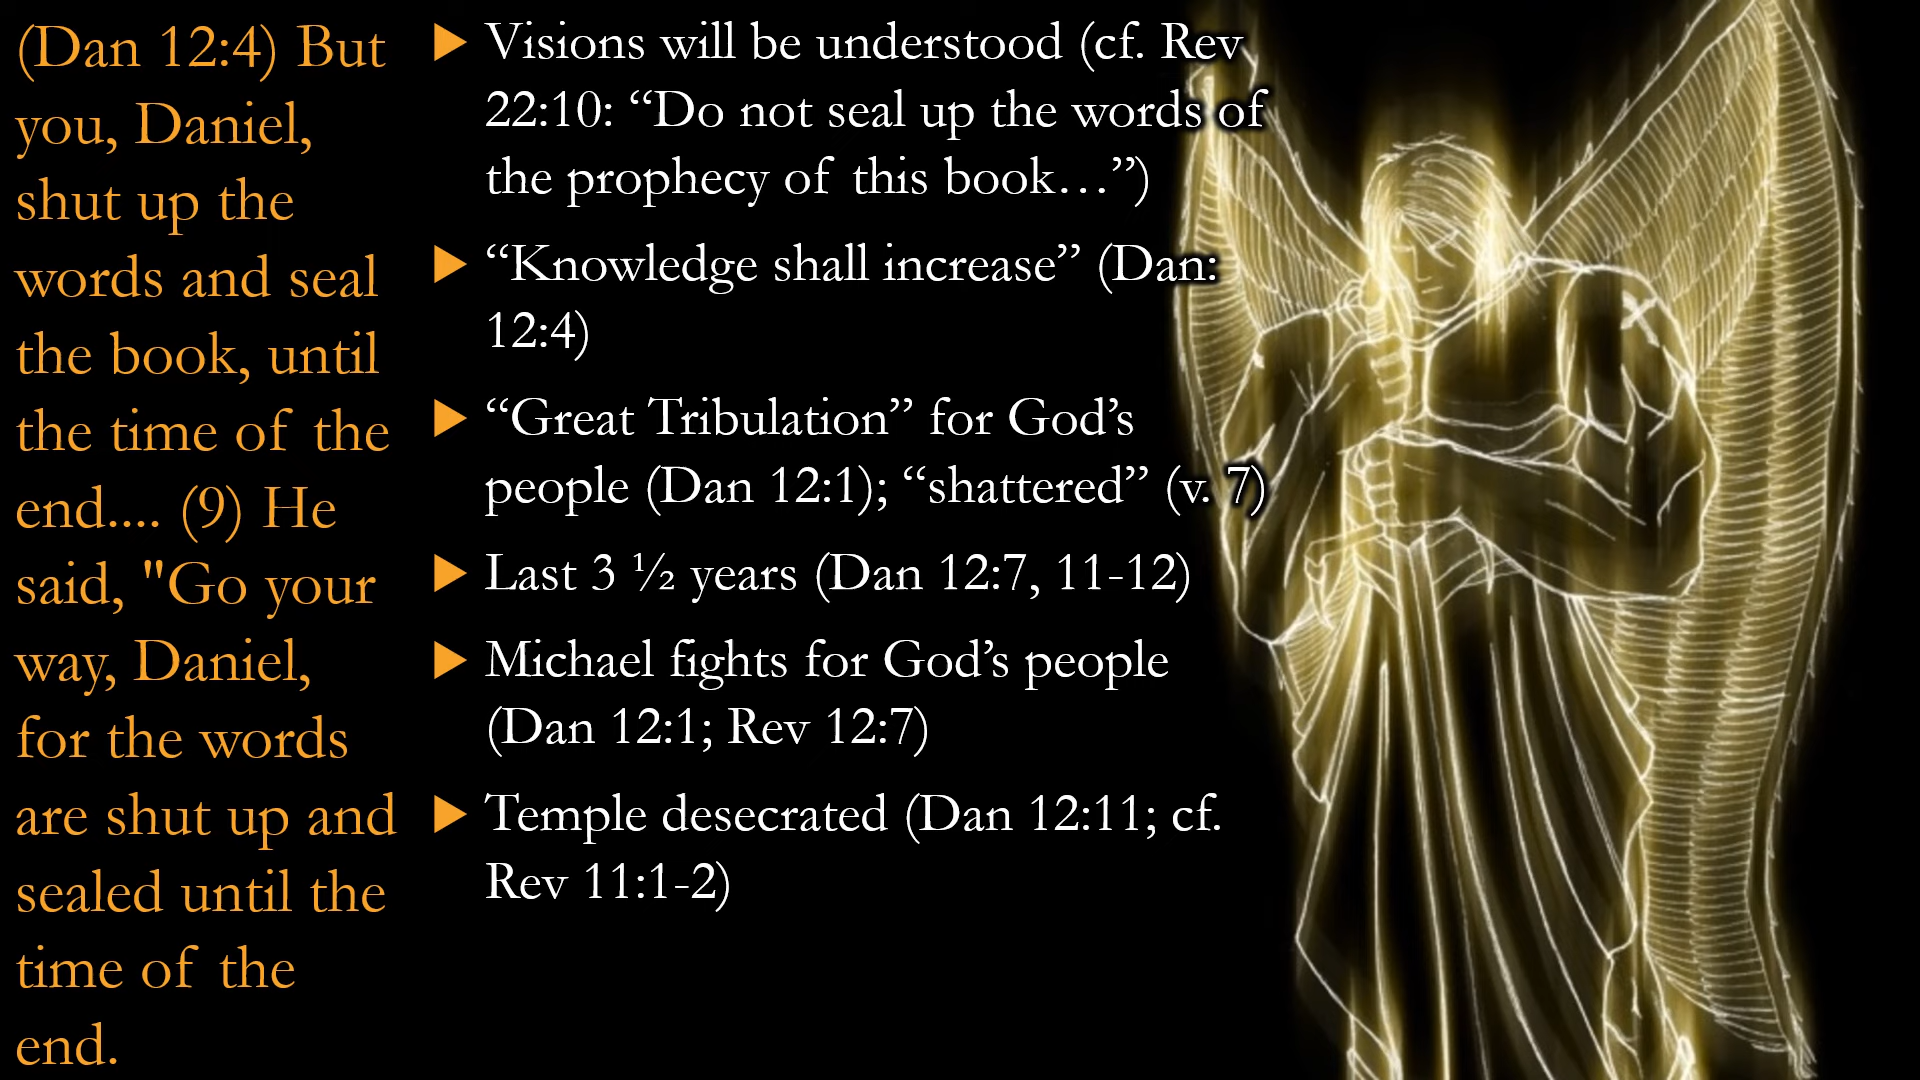 (Dan 12:4) But
you, Daniel,
shut up the
words and seal
the book, until
the time of the
end.... (9) He
said, "Go your
way, Daniel,
for the words
are shut up and
sealed until the
time of the
end.
▶ Visions will be understood (cf. Rev
22:10: “Do not seal up the words of
the prophecy of this book…”)
▶ “Knowledge shall increase” (Dan:
12:4)
▶ “Great Tribulation” for God’s
people (Dan 12:1); “shattered” (v. 7)
▶ Last 3 ½ years (Dan 12:7, 11-12)
▶ Michael fights for God’s people
(Dan 12:1; Rev 12:7)
▶ Temple desecrated (Dan 12:11; cf.
Rev 11:1-2)